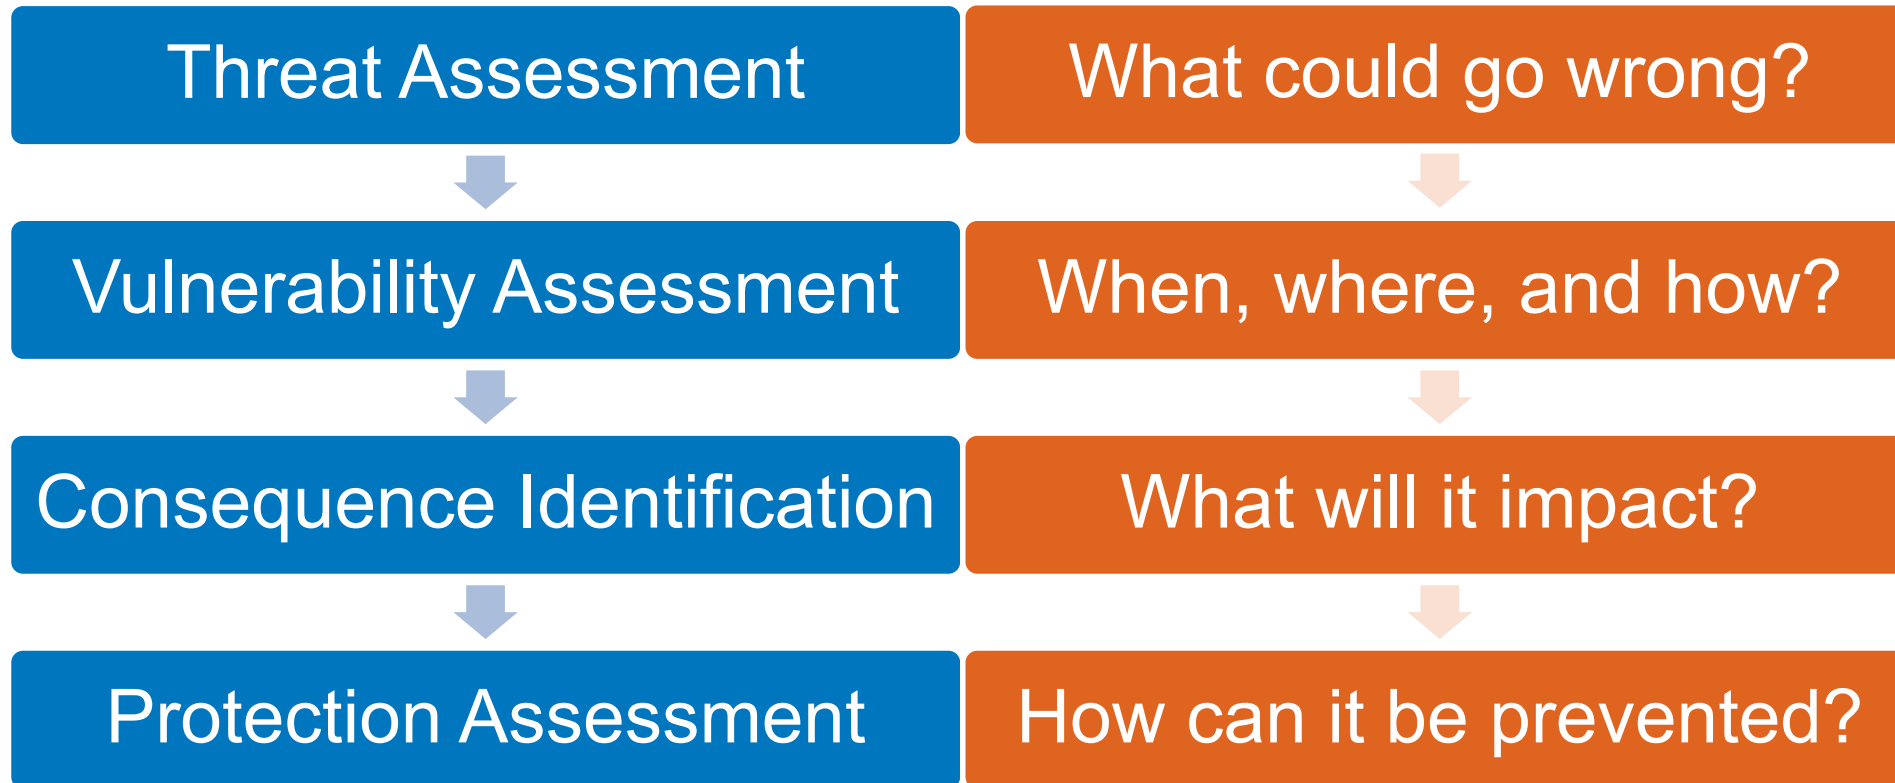 Threat Assessment
What could go wrong?
Vulnerability Assessment
When, where, and how?
Consequence Identification
What will it impact?
Protection Assessment
How can it be prevented?